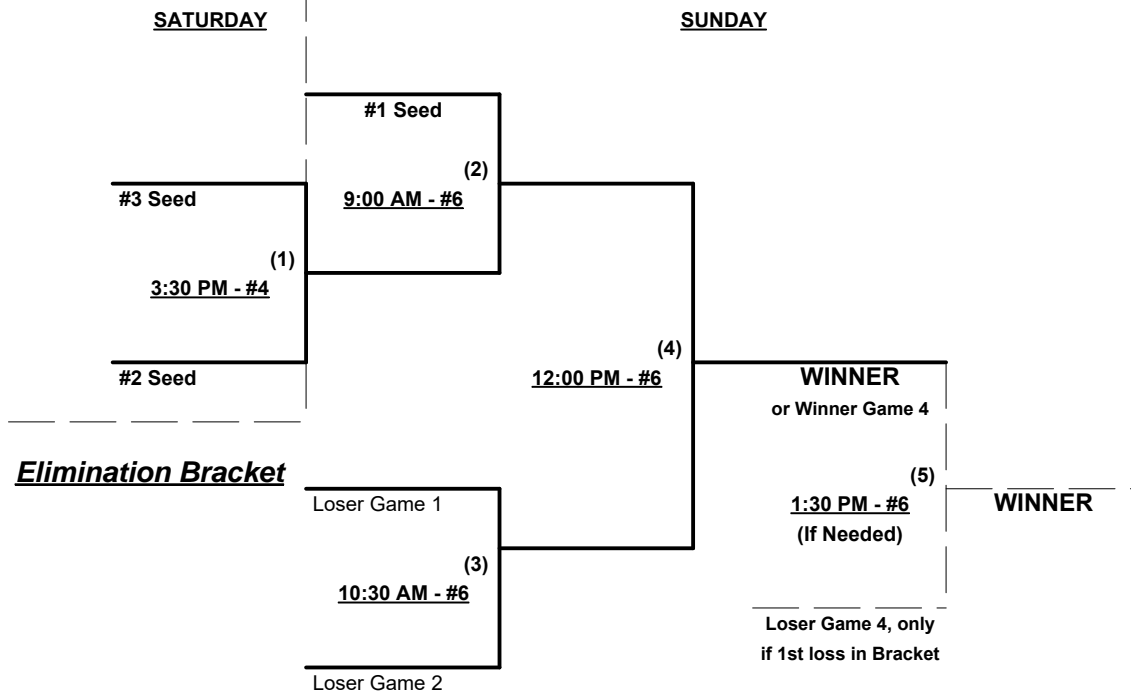 SATURDAY
SUNDAY
#1 Seed
(2)
#3 Seed
9:00 AM - #6
(1)
3:30 PM - #4
(4)
#2 Seed
12:00 PM - #6
WINNER
or Winner Game 4
Elimination Bracket
(5)
Loser Game 1
1:30 PM - #6
WINNER
(If Needed)
(3)
10:30 AM - #6
Loser Game 4, only
if 1st loss in Bracket
Loser Game 2